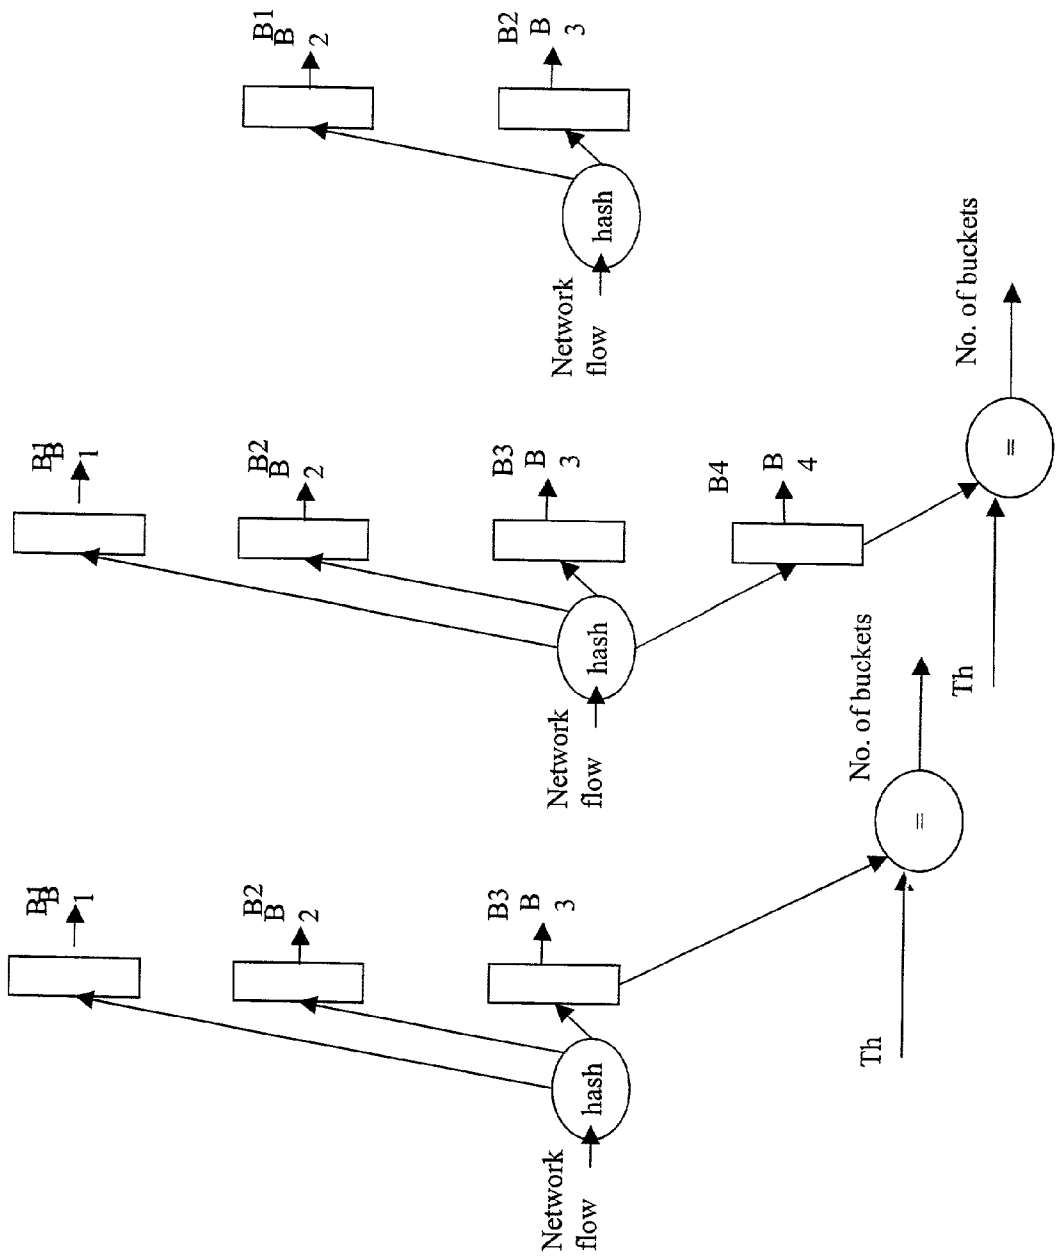 B1
B
1
B2
B
2
B3
B
3
Network
flow
hash
No. of buckets
=
Th
B1
B
1
B2
B
2
B3
B
3
B4
B
4
Network
flow
hash
No. of buckets
=
Th
B1
B
2
B2
B
3
Network
flow
hash